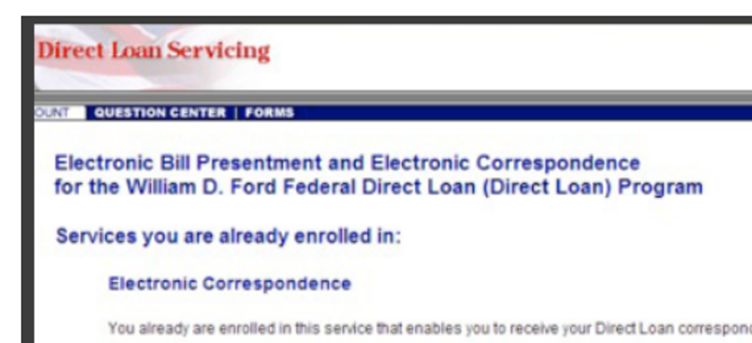 Direct Loan Servicing
OUNT | QUESTION CENTER | FORMS
Electronic Bill Presentment and Electronic Correspondence
for the William D. Ford Federal Direct Loan (Direct Loan) Program
Services you are already enrolled in:
Electronic Correspondence
You already are enrolled in this service that enables you to receive your Direct Loan correspond